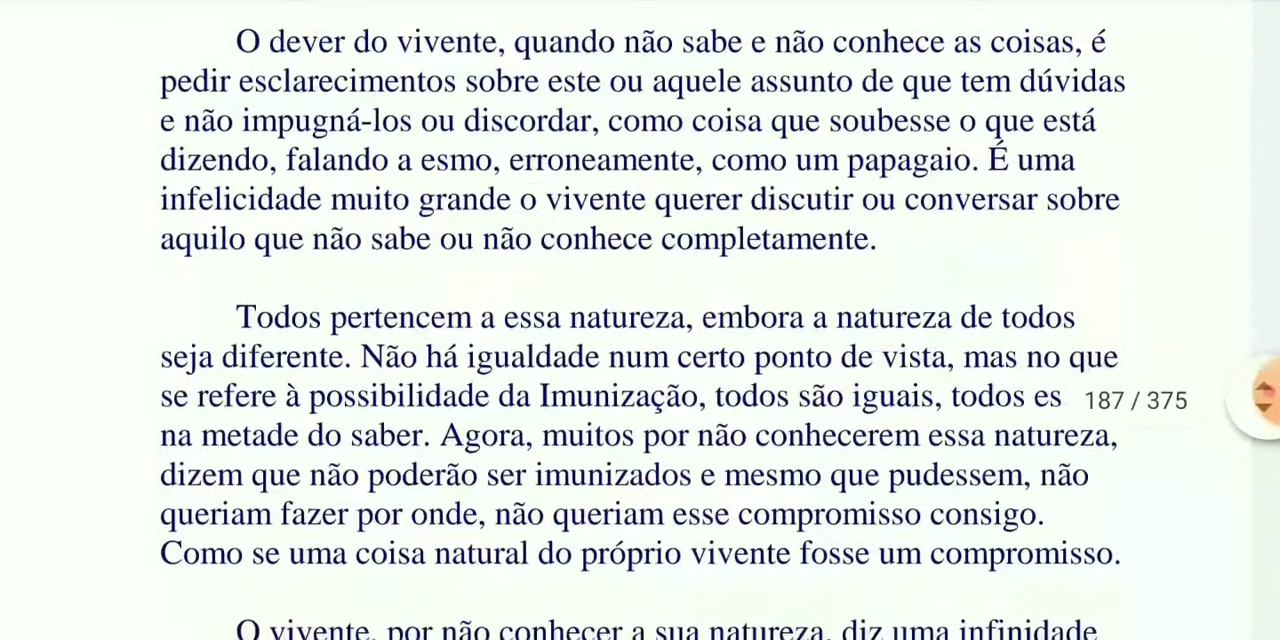 O dever do vivente, quando não sabe e não conhece as coisas, é
pedir esclarecimentos sobre este ou aquele assunto de que tem dúvidas
e não impugná-los ou discordar, como coisa que soubesse o que está
dizendo, falando a esmo, erroneamente, como um papagaio. É uma
infelicidade muito grande o vivente querer discutir ou conversar sobre
aquilo que não sabe ou não conhece completamente.
Todos pertencem a essa natureza, embora a natureza de todos
seja diferente. Não há igualdade num certo ponto de vista, mas no que
se refere à possibilidade da Imunização, todos são iguais, todos es 187 / 375
na metade do saber. Agora, muitos por não conhecerem essa natureza,
dizem que não poderão ser imunizados e mesmo que pudessem, não
queriam fazer por onde, não queriam esse compromisso consigo.
Como se uma coisa natural do próprio vivente fosse um compromisso.
O vivente, por não conhecer a sua natureza, diz uma infinidade